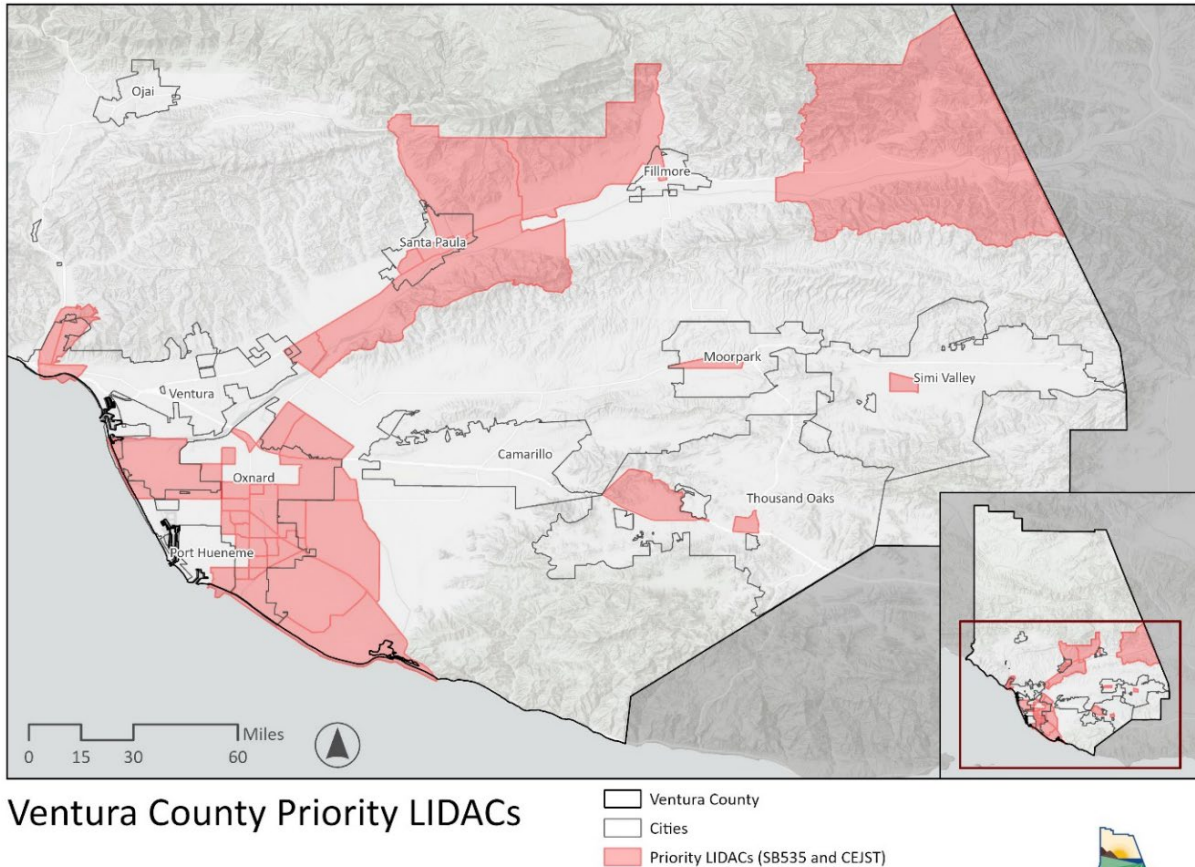 Ojai
Fillmore
Santa Paula
Moorpark
Simi Valley
Ventura
Camarillo
Oxnard
Thousand Oaks
Port Hueneme
Miles
0 15 30 60
Ventura County Priority LIDACs
Ventura County
Cities
Priority LIDACs (SB535 and CEJST)